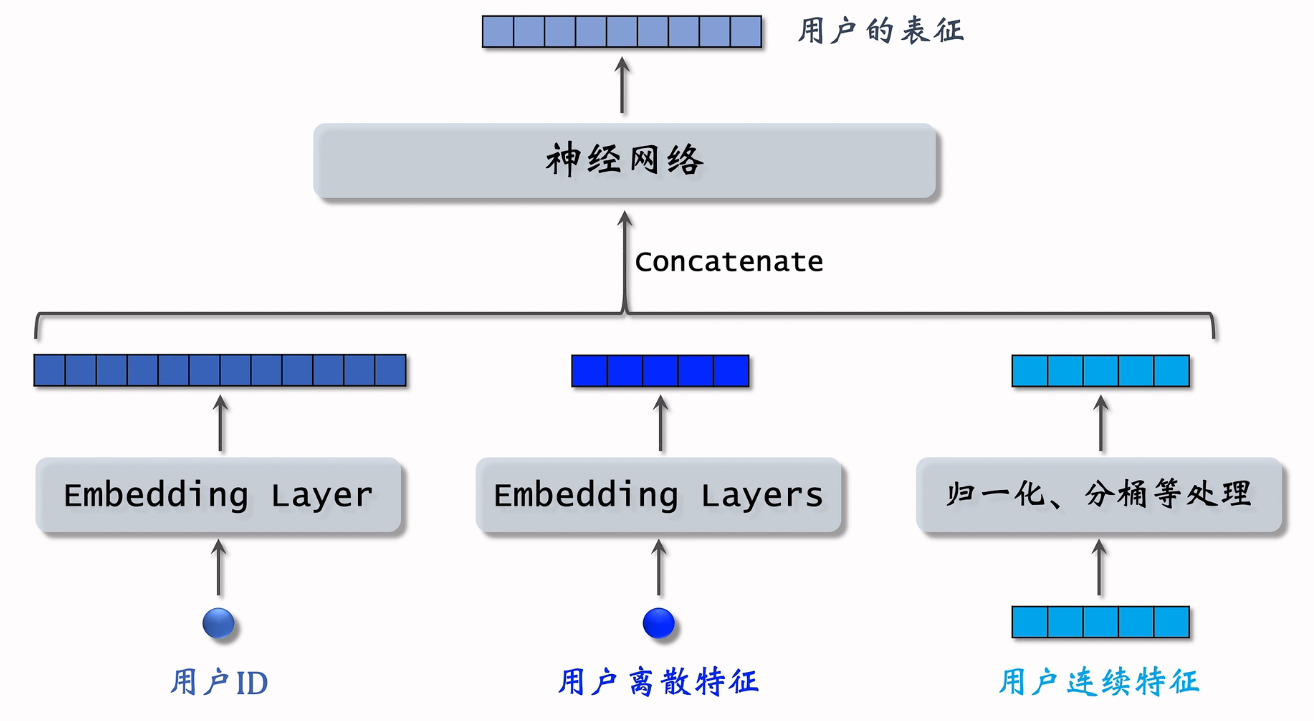 用户的表征
神经网络
Concatenate
Embedding Layer
Embedding Layers
归一化、分桶等处理
用户ID
用户离散特征
用户连续特征